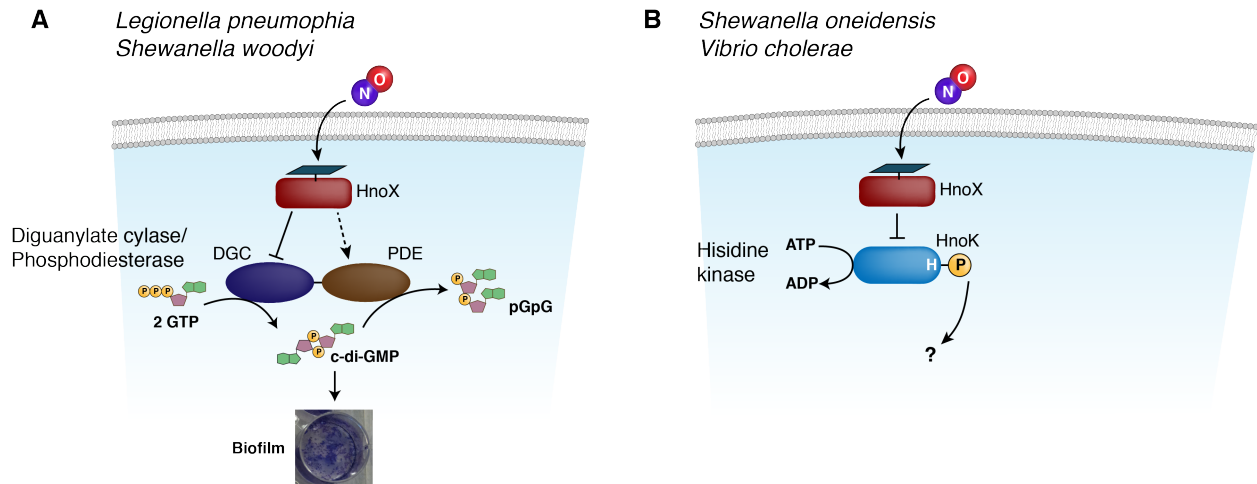 A
Legionella pneumophia
Shewanella woodyi
N
O
HnoX
Diguanylate cylase/
Phosphodiesterase
DGC
PDE
P P P
2 GTP
P
P
c-di-GMP
P
P
pGpG
Biofilm
B
Shewanella oneidensis
Vibrio cholerae
N
O
HnoX
Hisidine
kinase
ATP
ADP
HnoK
H
P
?